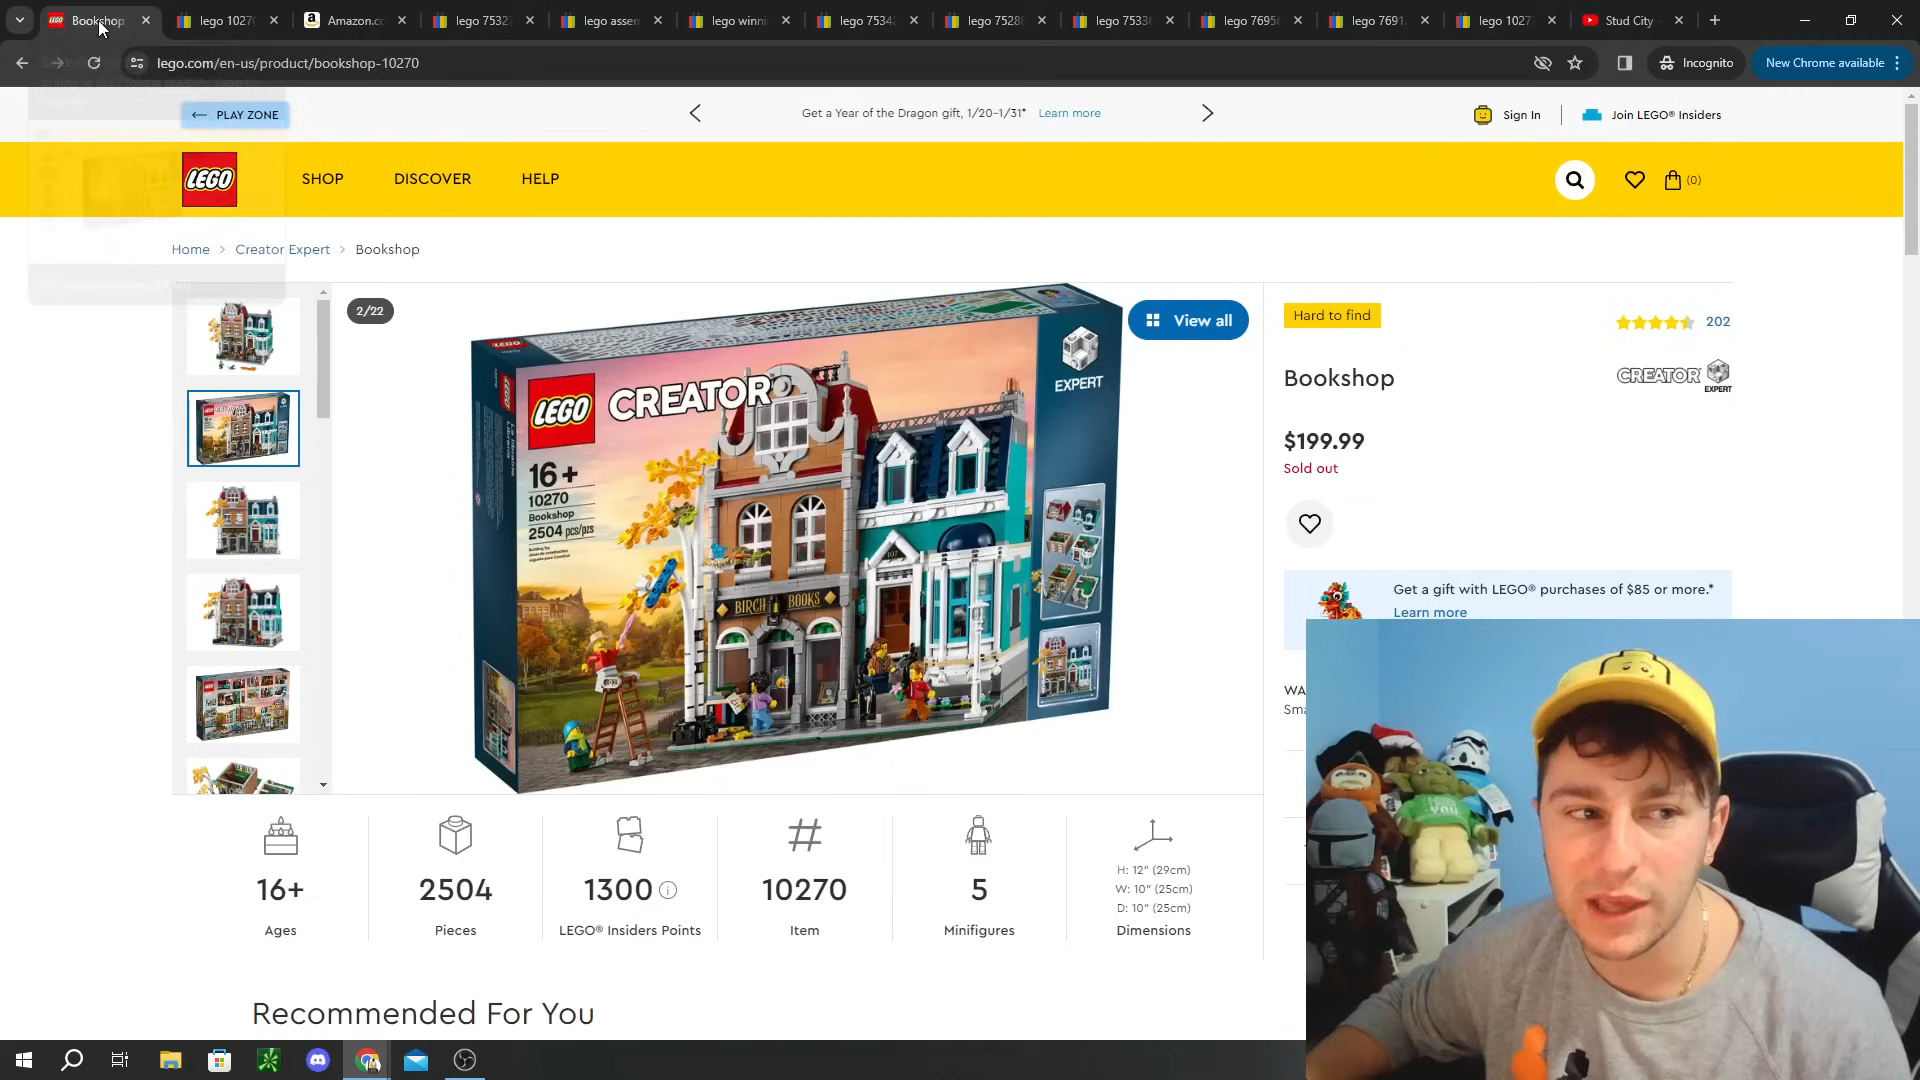 Bookshop
lego 1027
Amazon.co
lego 7532
lego assem
lego winni
lego 7534
lego 7528
lego 7533
lego 7695
lego 7691
lego 1027
Stud City
lego.com/en-us/product/bookshop-10270
Incognito
New Chrome available
PLAY ZONE
Get a Year of the Dragon gift, 1/20-1/31* Learn more
Sign In
Join LEGO® Insiders
LEGO
SHOP
DISCOVER
HELP
(0)
Home > Creator Expert > Bookshop
2/22
View all
LEGO CREATOR
EXPERT
16+
10270
Bookshop
2504 pcs/pzs
BIRCH BOOKS
107
Hard to find
202
Bookshop
CREATOR EXPERT
$199.99
Sold out
Get a gift with LEGO® purchases of $85 or more.*
Learn more
WA
Sma
16+
Ages
2504
Pieces
1300
LEGO® Insiders Points
10270
Item
5
Minifigures
H: 12" (29cm)
W: 10" (25cm)
D: 10" (25cm)
Dimensions
Recommended For You